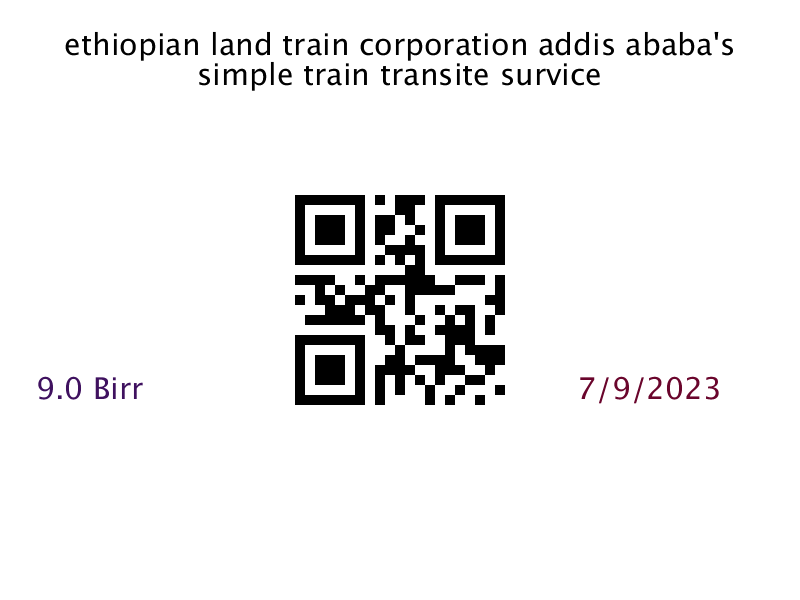 ethiopian land train corporation addis ababa's
simple train transite survice
9.0 Birr
7/9/2023